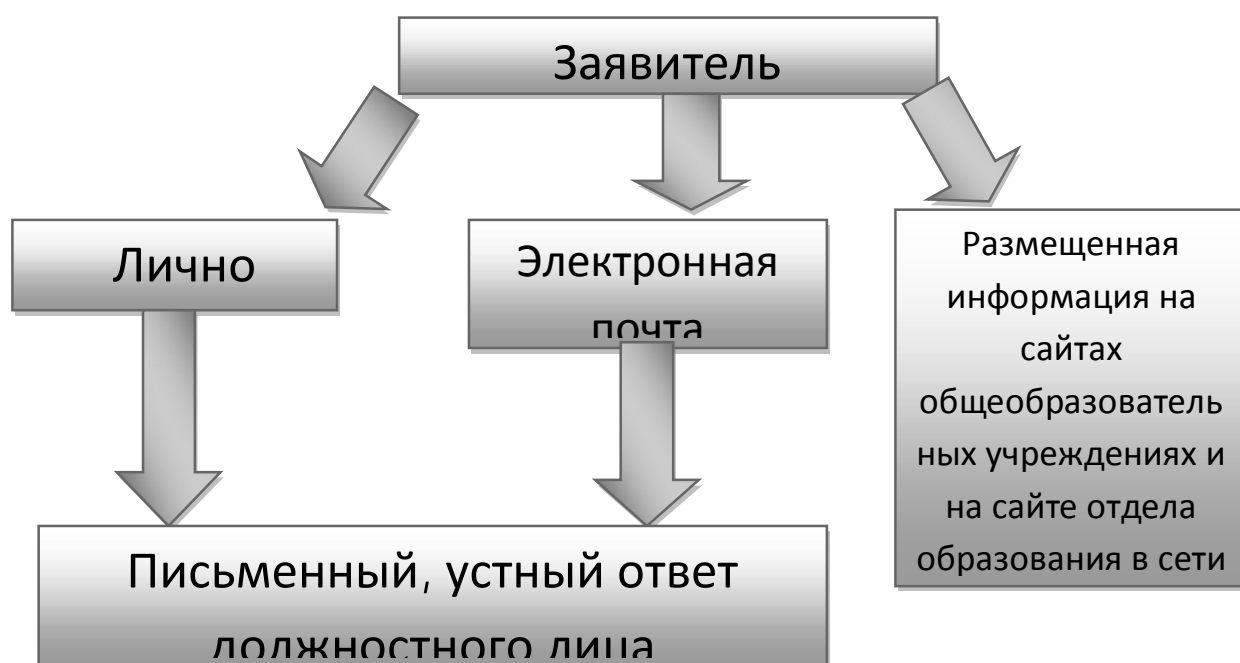 Заявитель
Лично
Электронная
почта
Размещенная
информация на
сайтах
общеобразователь
ных учреждениях и
на сайте отдела
образования в сети
Письменный, устный ответ
должностного лица